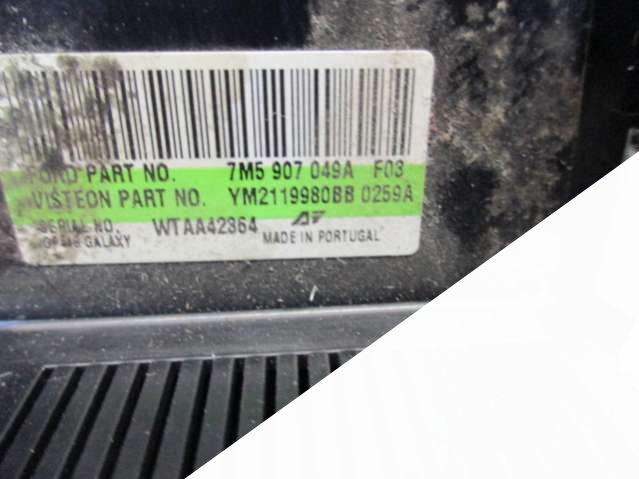 FORD PART NO. 7M5 907 049A F03
VISTEON PART NO. YM2119980BB 0259A
SERIAL NO. WTAA42364
GALAXY MADE IN PORTUGAL